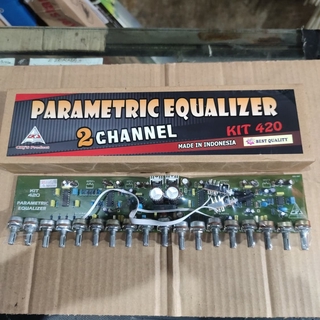 PARAMETRIC EQUALIZER
2 CHANNEL
KIT 420
MADE IN INDONESIA
BEST QUALITY
KIT
420
PARAMETRIC
EQUALIZER